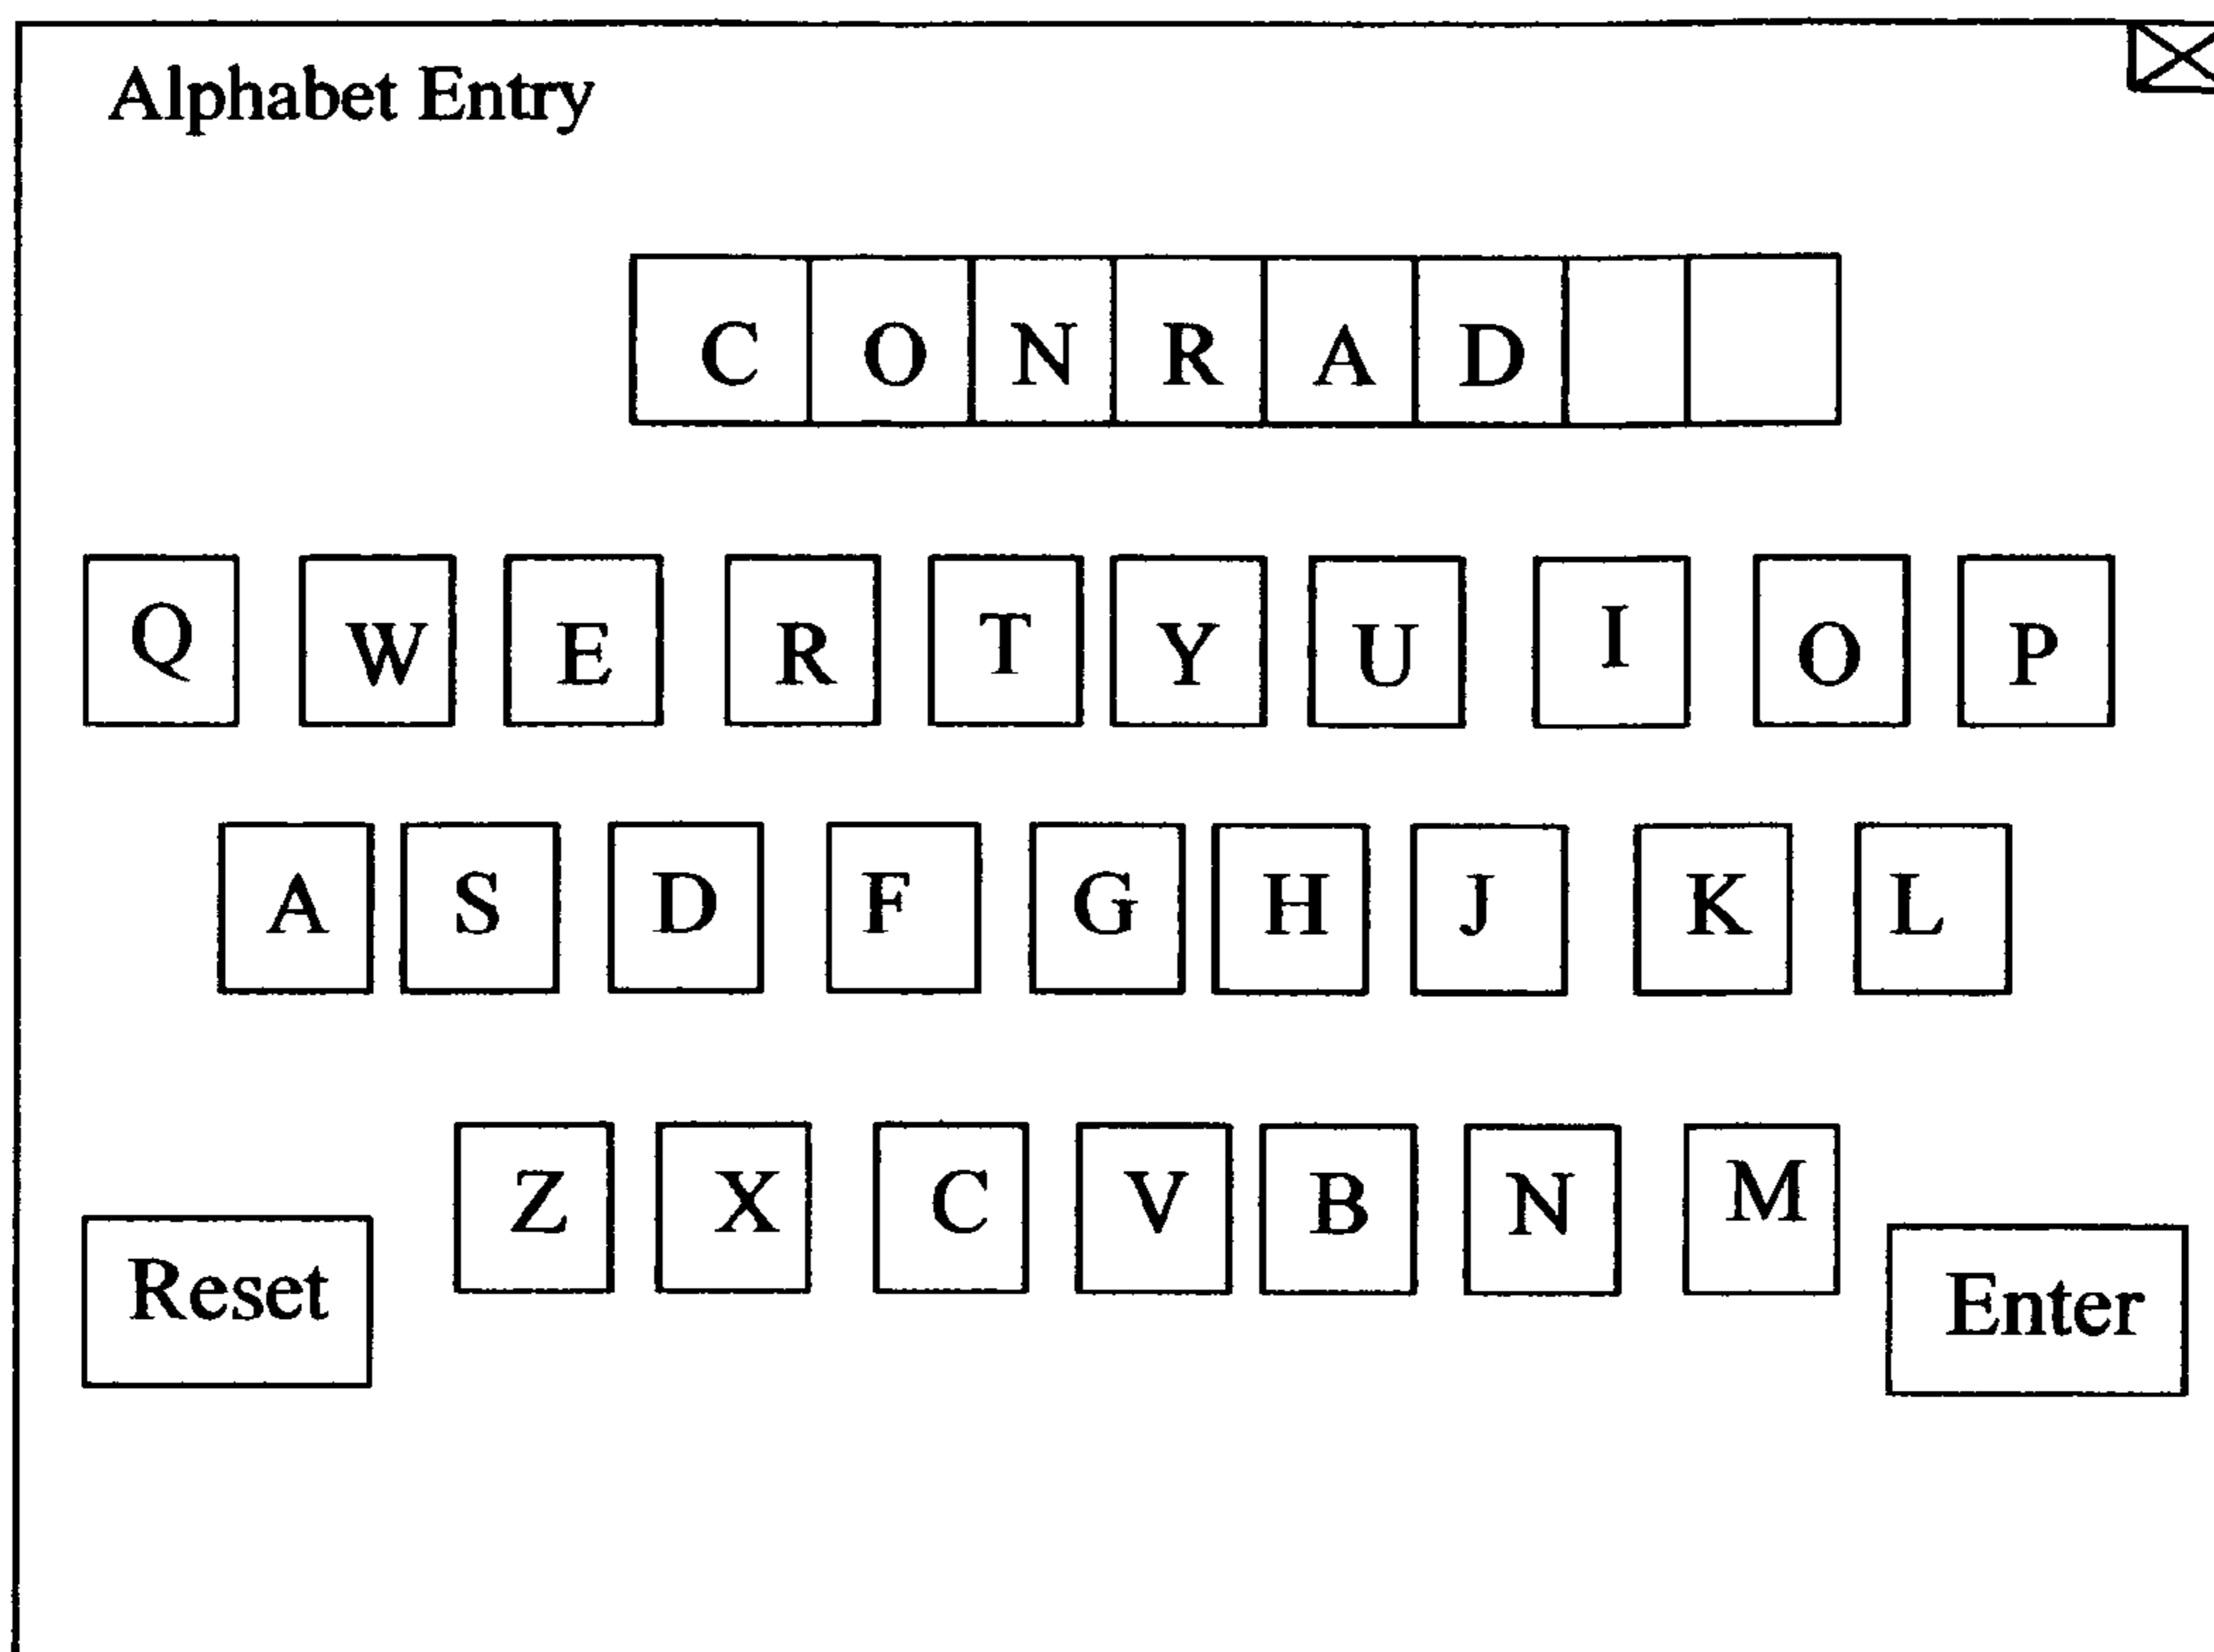 Alphabet Entry
C O N R A D
Q W E R T Y U I O P
A S D F G H J K L
Z X C V B N M
Reset Enter